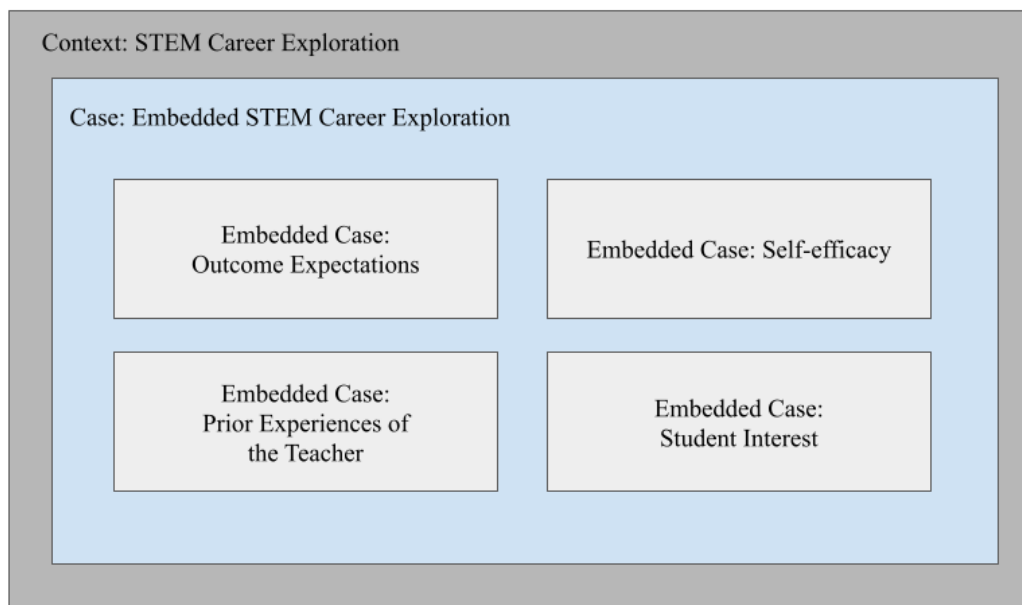 Context: STEM Career Exploration
Case: Embedded STEM Career Exploration
Embedded Case:
Outcome Expectations
Embedded Case: Self-efficacy
Embedded Case:
Prior Experiences of
the Teacher
Embedded Case:
Student Interest